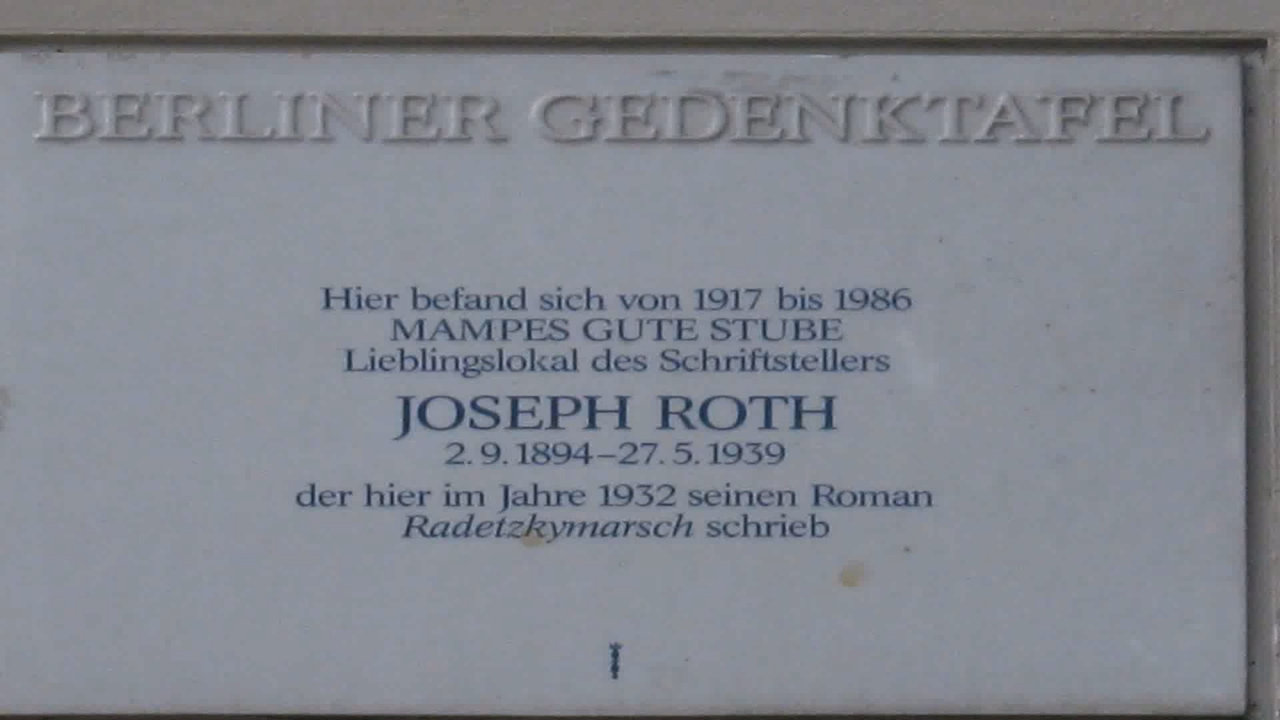 BERLINER GEDENKTAFEL
Hier befand sich von 1917 bis 1986
MAMPES GUTE STUBE
Lieblingslokal des Schriftstellers
JOSEPH ROTH
2.9.1894–27.5.1939
der hier im Jahre 1932 seinen Roman
Radetzkymarsch schrieb